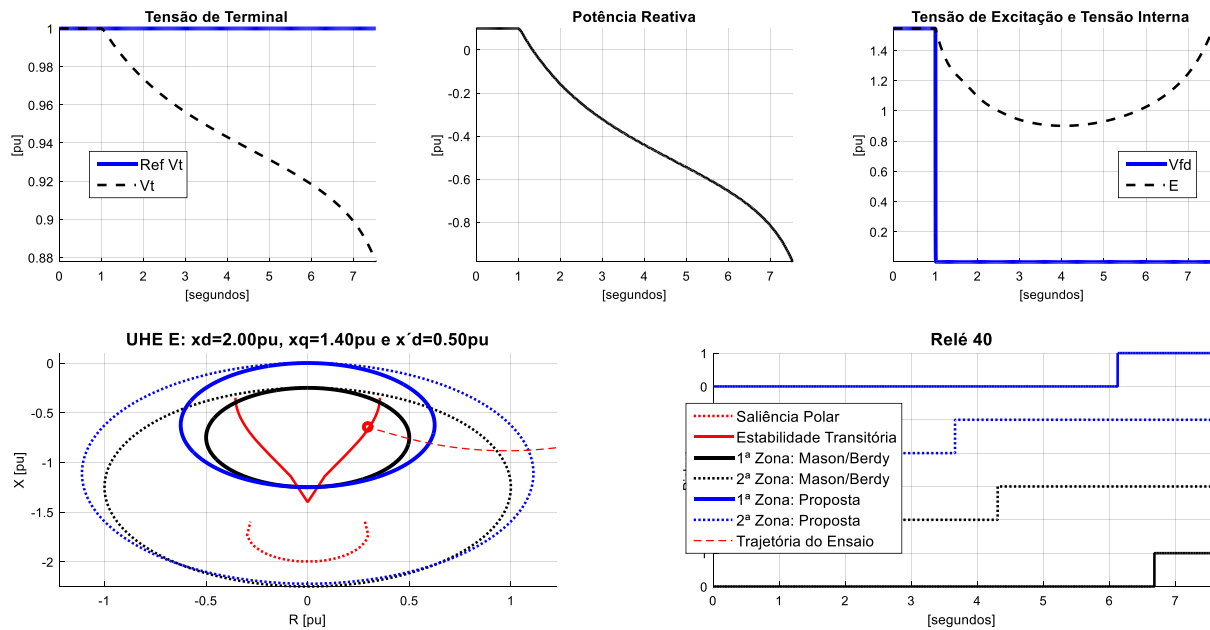 Tensão de Terminal
1
0.98
0.96
0.94
0.92
0.9
0.88
[pu]
Ref Vt
Vt
0 1 2 3 4 5 6 7
[segundos]
Potência Reativa
0
-0.2
-0.4
-0.6
-0.8
[pu]
0 1 2 3 4 5 6 7
[segundos]
Tensão de Excitação e Tensão Interna
1.4
1.2
1
0.8
0.6
0.4
0.2
[pu]
Vfd
E
0 1 2 3 4 5 6 7
[segundos]
UHE E: xd=2.00pu, xq=1.40pu e x´d=0.50pu
0
-0.5
-1
-1.5
-2
X [pu]
-1 -0.5 0 0.5 1
R [pu]
Relé 40
1
0
Saliência Polar
Estabilidade Transitória
1ª Zona: Mason/Berdy
2ª Zona: Mason/Berdy
1ª Zona: Proposta
2ª Zona: Proposta
Trajetória do Ensaio
0
0 1 2 3 4 5 6 7
[segundos]